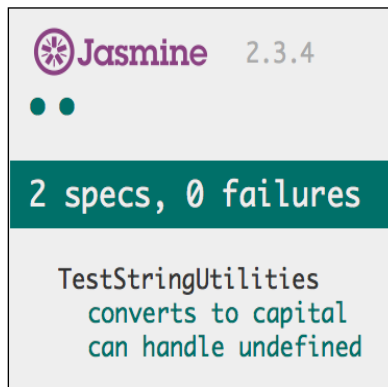 Jasmine 2.3.4
2 specs, 0 failures
TestStringUtilities
converts to capital
can handle undefined